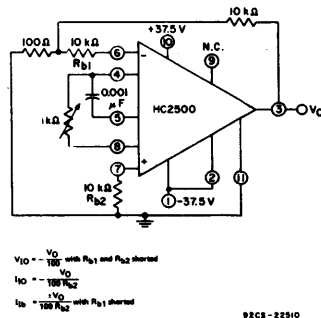 100Ω
10 kΩ
Rb1
10 kΩ
+37.5 V
10
N.C.
9
6
−
4
0.001
μF
5
1kΩ
HC2500
3
VO
8
7
+
10 kΩ
Rb2
1
−37.5 V
2
11
VIO = − VO/100 with Rb1 and Rb2 shorted
IIO = − VO/100 Rb2
IIb = ±VO/100 Rb2 with Rb1 shorted
92CS-22510